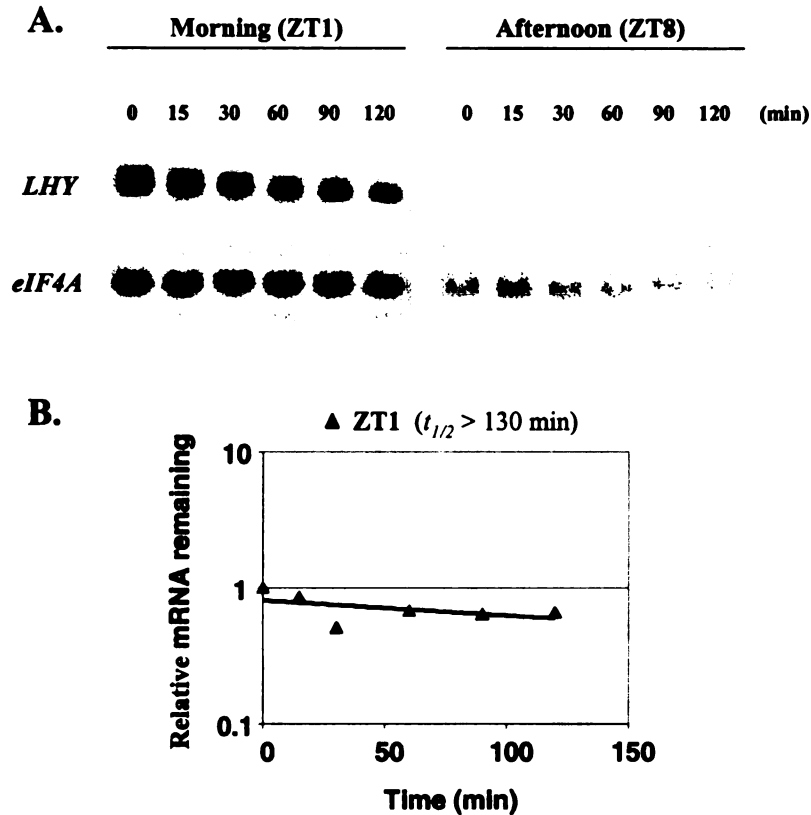 A.
Morning (ZT1) Afternoon (ZT8)
0 15 30 60 90 120 0 15 30 60 90 120 (min)
LHY
eIF4A
B.
▲ ZT1 (t1/2 > 130 min)
10
1
0.1
Relative mRNA remaining
0 50 100 150
Time (min)